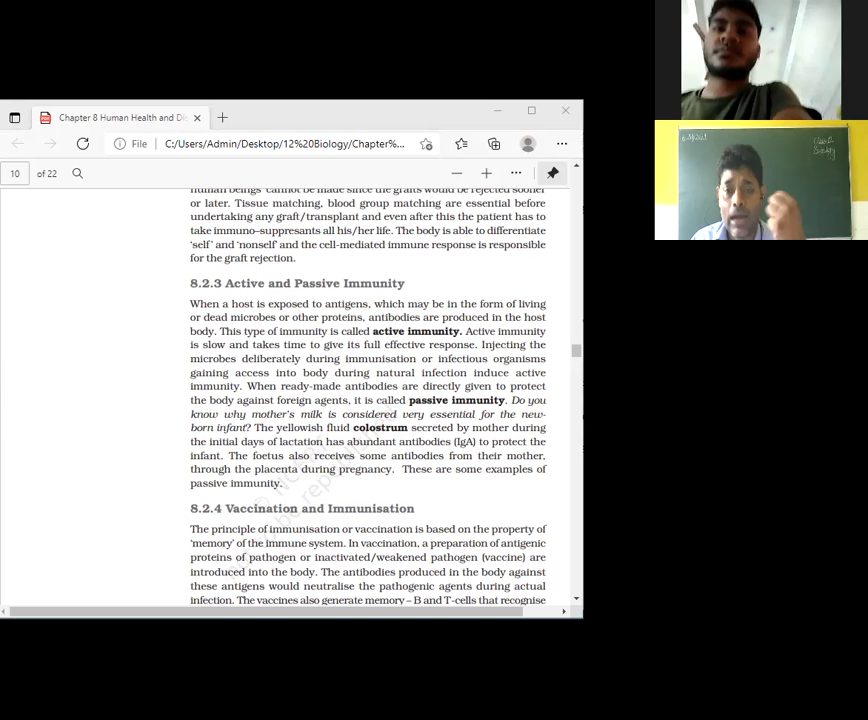 Chapter 8 Human Health and Di
File
C:/Users/Admin/Desktop/12%20Biology/Chapter%...
10 of 22
human beings cannot be made since the grafts would be rejected sooner
or later. Tissue matching, blood group matching are essential before
undertaking any graft/transplant and even after this the patient has to
take immuno–suppresants all his/her life. The body is able to differentiate
'self' and 'nonself' and the cell-mediated immune response is responsible
for the graft rejection.
8.2.3 Active and Passive Immunity
When a host is exposed to antigens, which may be in the form of living
or dead microbes or other proteins, antibodies are produced in the host
body. This type of immunity is called active immunity. Active immunity
is slow and takes time to give its full effective response. Injecting the
microbes deliberately during immunisation or infectious organisms
gaining access into body during natural infection induce active
immunity. When ready-made antibodies are directly given to protect
the body against foreign agents, it is called passive immunity. Do you
know why mother's milk is considered very essential for the new-
born infant? The yellowish fluid colostrum secreted by mother during
the initial days of lactation has abundant antibodies (IgA) to protect the
infant. The foetus also receives some antibodies from their mother,
through the placenta during pregnancy. These are some examples of
passive immunity.
8.2.4 Vaccination and Immunisation
The principle of immunisation or vaccination is based on the property of
'memory' of the immune system. In vaccination, a preparation of antigenic
proteins of pathogen or inactivated/weakened pathogen (vaccine) are
introduced into the body. The antibodies produced in the body against
these antigens would neutralise the pathogenic agents during actual
infection. The vaccines also generate memory – B and T-cells that recognise
Biology